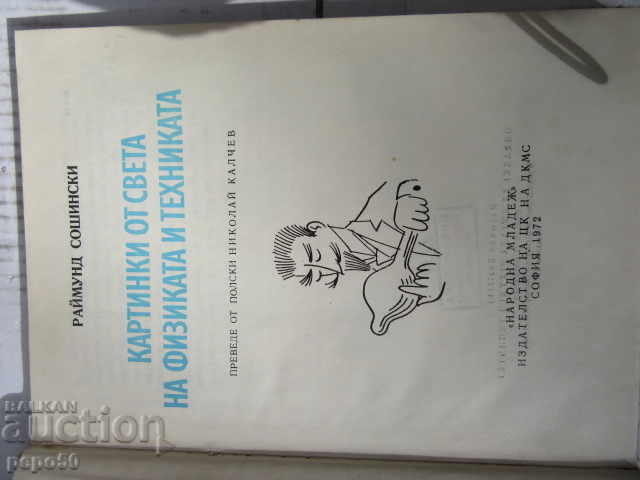 РАЙМУНД СОШИНСКИ
КАРТИНКИ ОТ СВЕТА
НА ФИЗИКАТА И ТЕХНИКАТА
ПРЕВЕДЕ ОТ ПОЛСКИ НИКОЛАЙ КАЛЧЕВ
«НАРОДНА МЛАДЕЖ»
ИЗДАТЕЛСТВО НА ЦК НА ДКМС
СОФИЯ, 1972
BALKAN
auction
pepo50